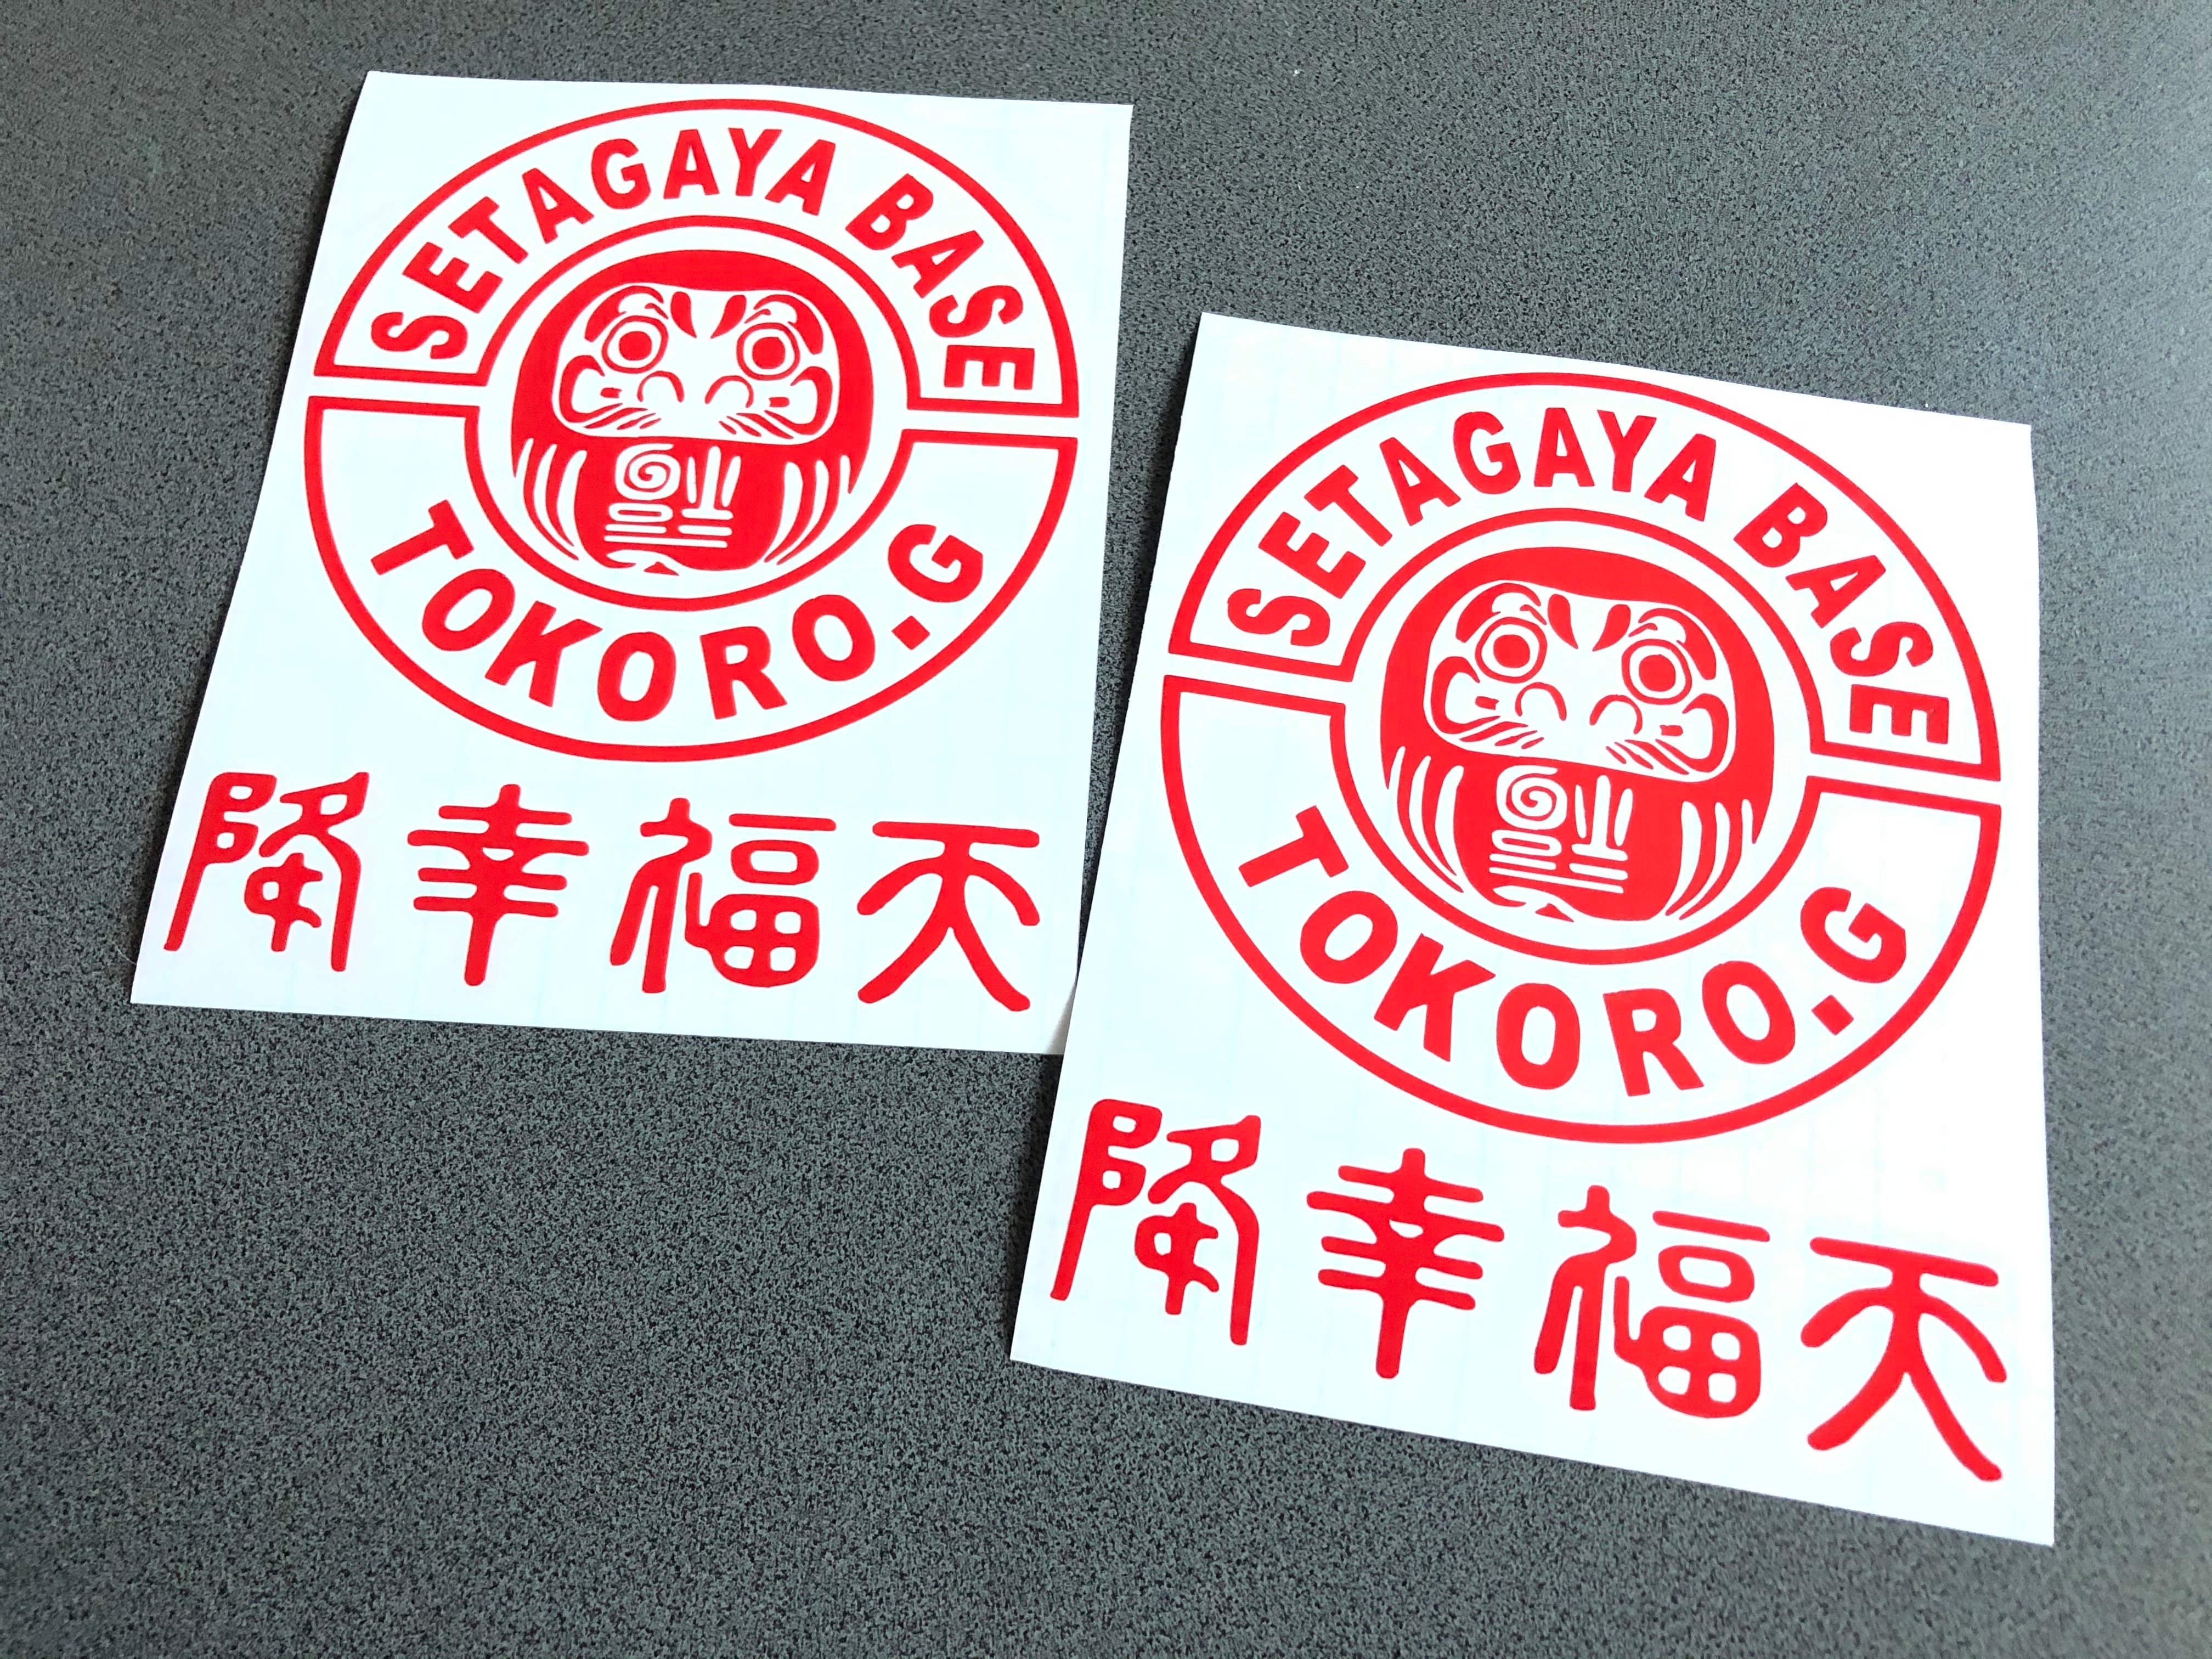 SETAGAYA BASE
TOKORO.G
降幸福天
SETAGAYA BASE
TOKORO.G
降幸福天